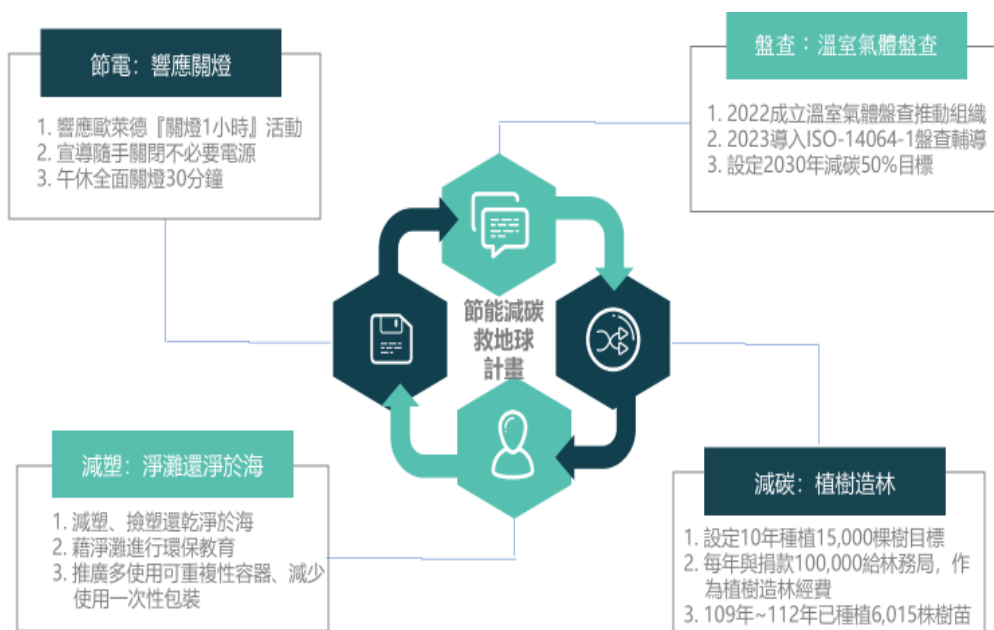 節電：響應關燈
1. 響應歐萊德『關燈1小時』活動
2. 宣導隨手關閉不必要電源
3. 午休全面關燈30分鐘
盤查：溫室氣體盤查
1. 2022成立溫室氣體盤查推動組織
2. 2023導入ISO-14064-1盤查輔導
3. 設定2030年減碳50%目標
節能減碳
救地球
計畫
減塑：淨灘還淨於海
1. 減塑、撿塑還乾淨於海
2. 藉淨灘進行環保教育
3. 推廣多使用可重複性容器、減少
使用一次性包裝
減碳：植樹造林
1. 設定10年種植15,000棵樹目標
2. 每年與捐款100,000給林務局，作
為植樹造林經費
3. 109年~112年已種植6,015株樹苗